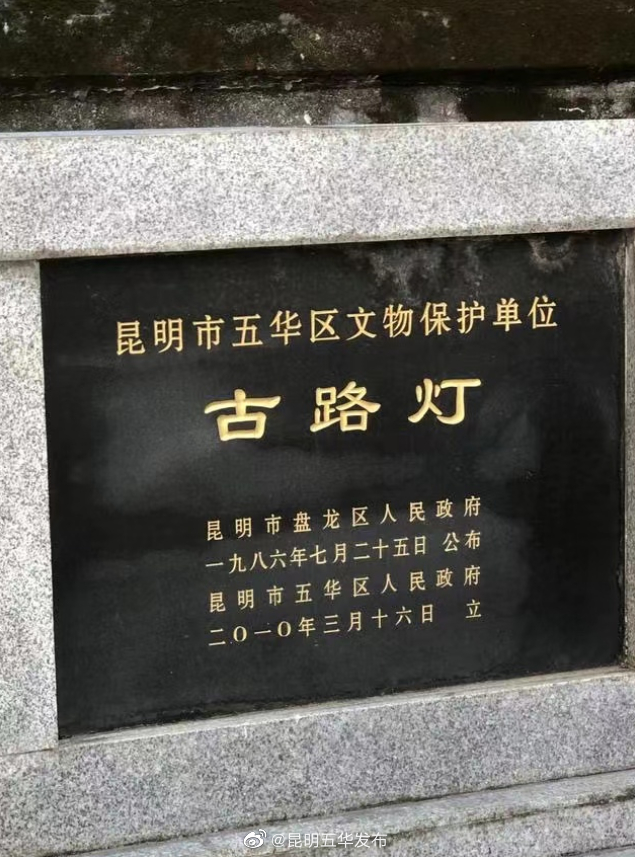 昆明市五华区文物保护单位
古路灯
昆明市盘龙区人民政府
一九八六年七月二十五日 公布
昆明市五华区人民政府
二〇一〇年三月十六日 立
@昆明五华发布